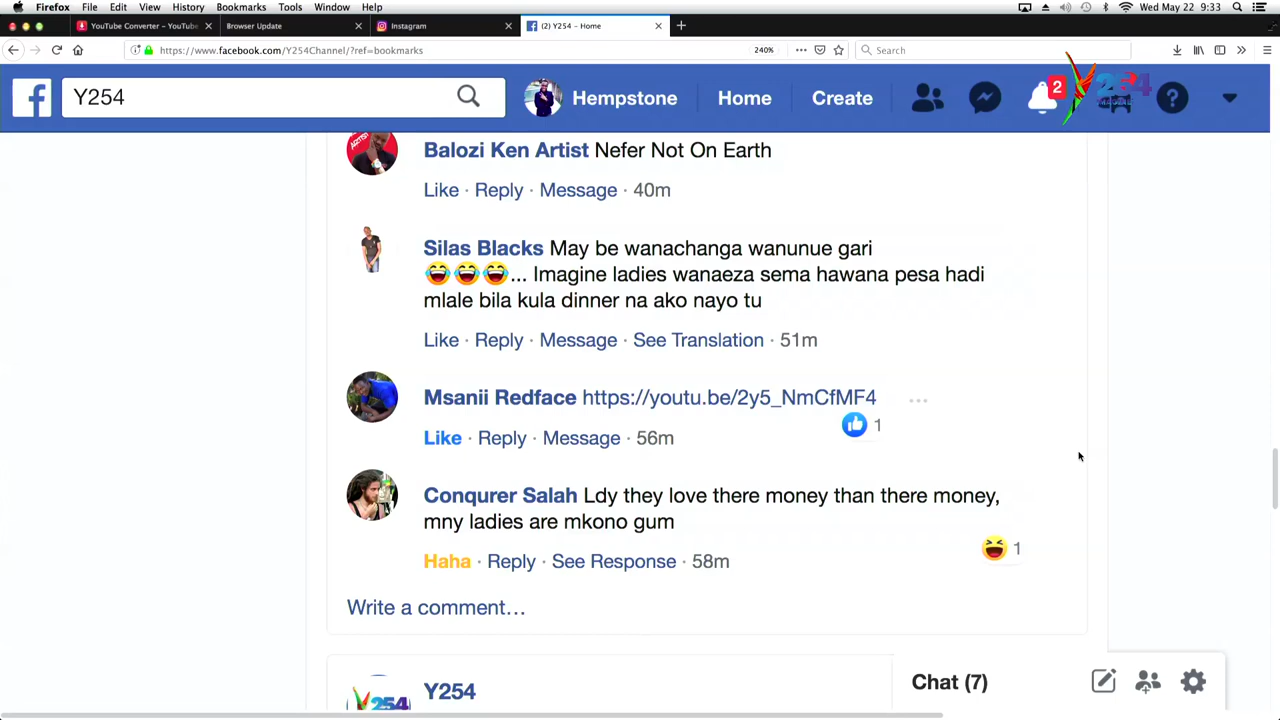 Firefox File Edit View History Bookmarks Tools Window Help Wed May 22 9:33
YouTube Converter – YouTube Browser Update Instagram (2) Y254 - Home
https://www.facebook.com/Y254Channel/?ref=bookmarks 240% Search
Y254 Hempstone Home Create 2
Balozi Ken Artist Nefer Not On Earth
Like · Reply · Message · 40m
Silas Blacks May be wanachanga wanunue gari
😂😂😂... Imagine ladies wanaeza sema hawana pesa hadi
mlale bila kula dinner na ako nayo tu
Like · Reply · Message · See Translation · 51m
Msanii Redface https://youtu.be/2y5_NmCfMF4
1
Like · Reply · Message · 56m
Conqurer Salah Ldy they love there money than there money,
mny ladies are mkono gum
1
Haha · Reply · See Response · 58m
Write a comment…
Y254
Chat (7)